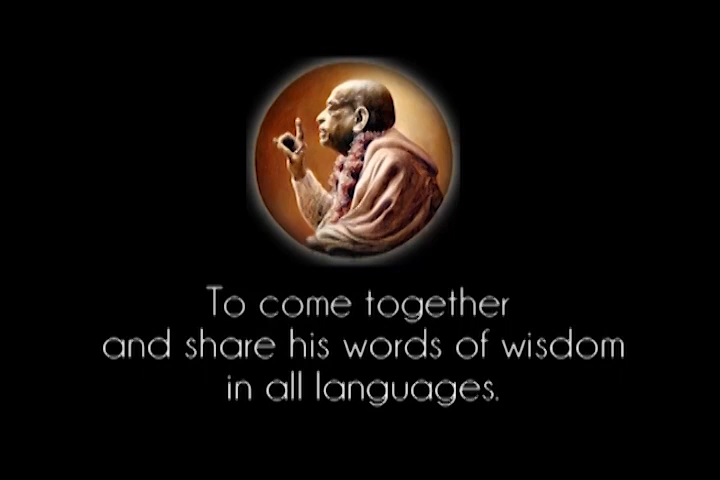 To come together
and share his words of wisdom
in all languages.